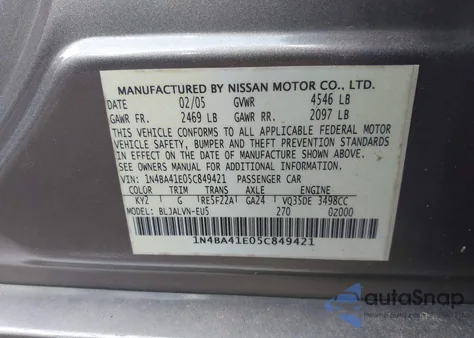 MANUFACTURED BY NISSAN MOTOR CO., LTD.
DATE 02/05 GVWR 4546 LB
GAWR FR. 2469 LB GAWR RR. 2097 LB
THIS VEHICLE CONFORMS TO ALL APPLICABLE FEDERAL MOTOR
VEHICLE SAFETY, BUMPER AND THEFT PREVENTION STANDARDS
IN EFFECT ON THE DATE OF MANUFACTURE SHOWN ABOVE. SEE
OWNERS MANUAL FOR ADDITIONAL INFORMATION.
VIN: 1N4BA41E05C849421 PASSENGER CAR
COLOR TRIM TRANS AXLE ENGINE
KY2 G RE5F22A GA24 VQ35DE 3498CC
MODEL: BLJALVN-EU5 270 02000
1N4BA41E05C849421
autoSnap